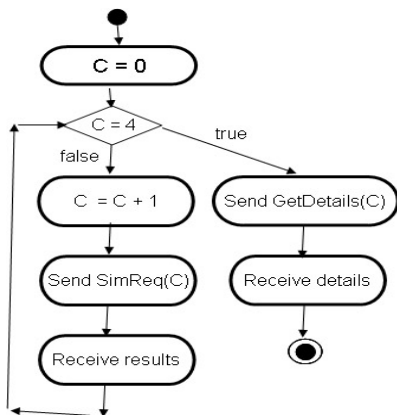 C = 0
C = 4
true
false
C = C + 1
Send GetDetails(C)
Send SimReq(C)
Receive details
Receive results